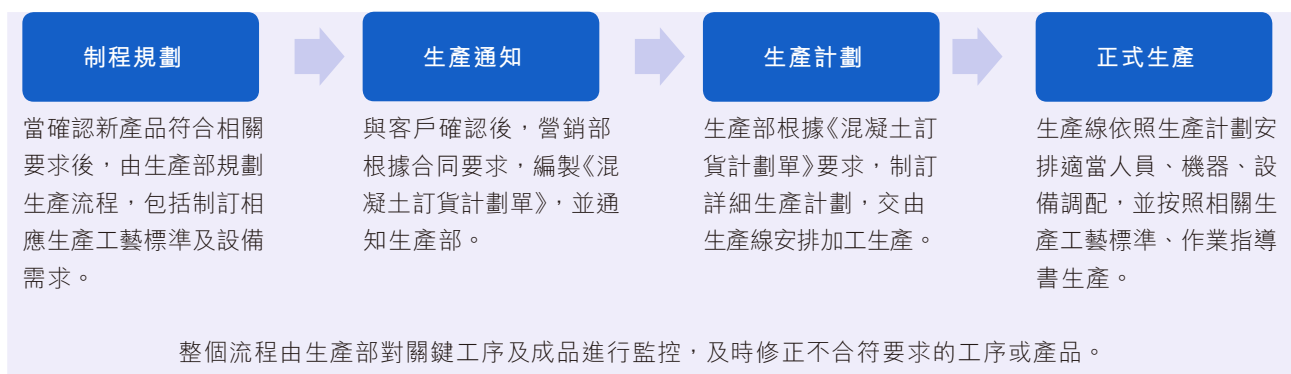 制程規劃
當確認新產品符合相關
要求後，由生產部規劃
生產流程，包括制訂相
應生產工藝標準及設備
需求。
生產通知
與客戶確認後，營銷部
根據合同要求，編製《混
凝土訂貨計劃單》，並通
知生產部。
生產計劃
生產部根據《混凝土訂
貨計劃單》要求，制訂
詳細生產計劃，交由
生產線安排加工生產。
正式生產
生產線依照生產計劃安
排適當人員、機器、設
備調配，並按照相關生
產工藝標準、作業指導
書生產。
整個流程由生產部對關鍵工序及成品進行監控，及時修正不合符要求的工序或產品。